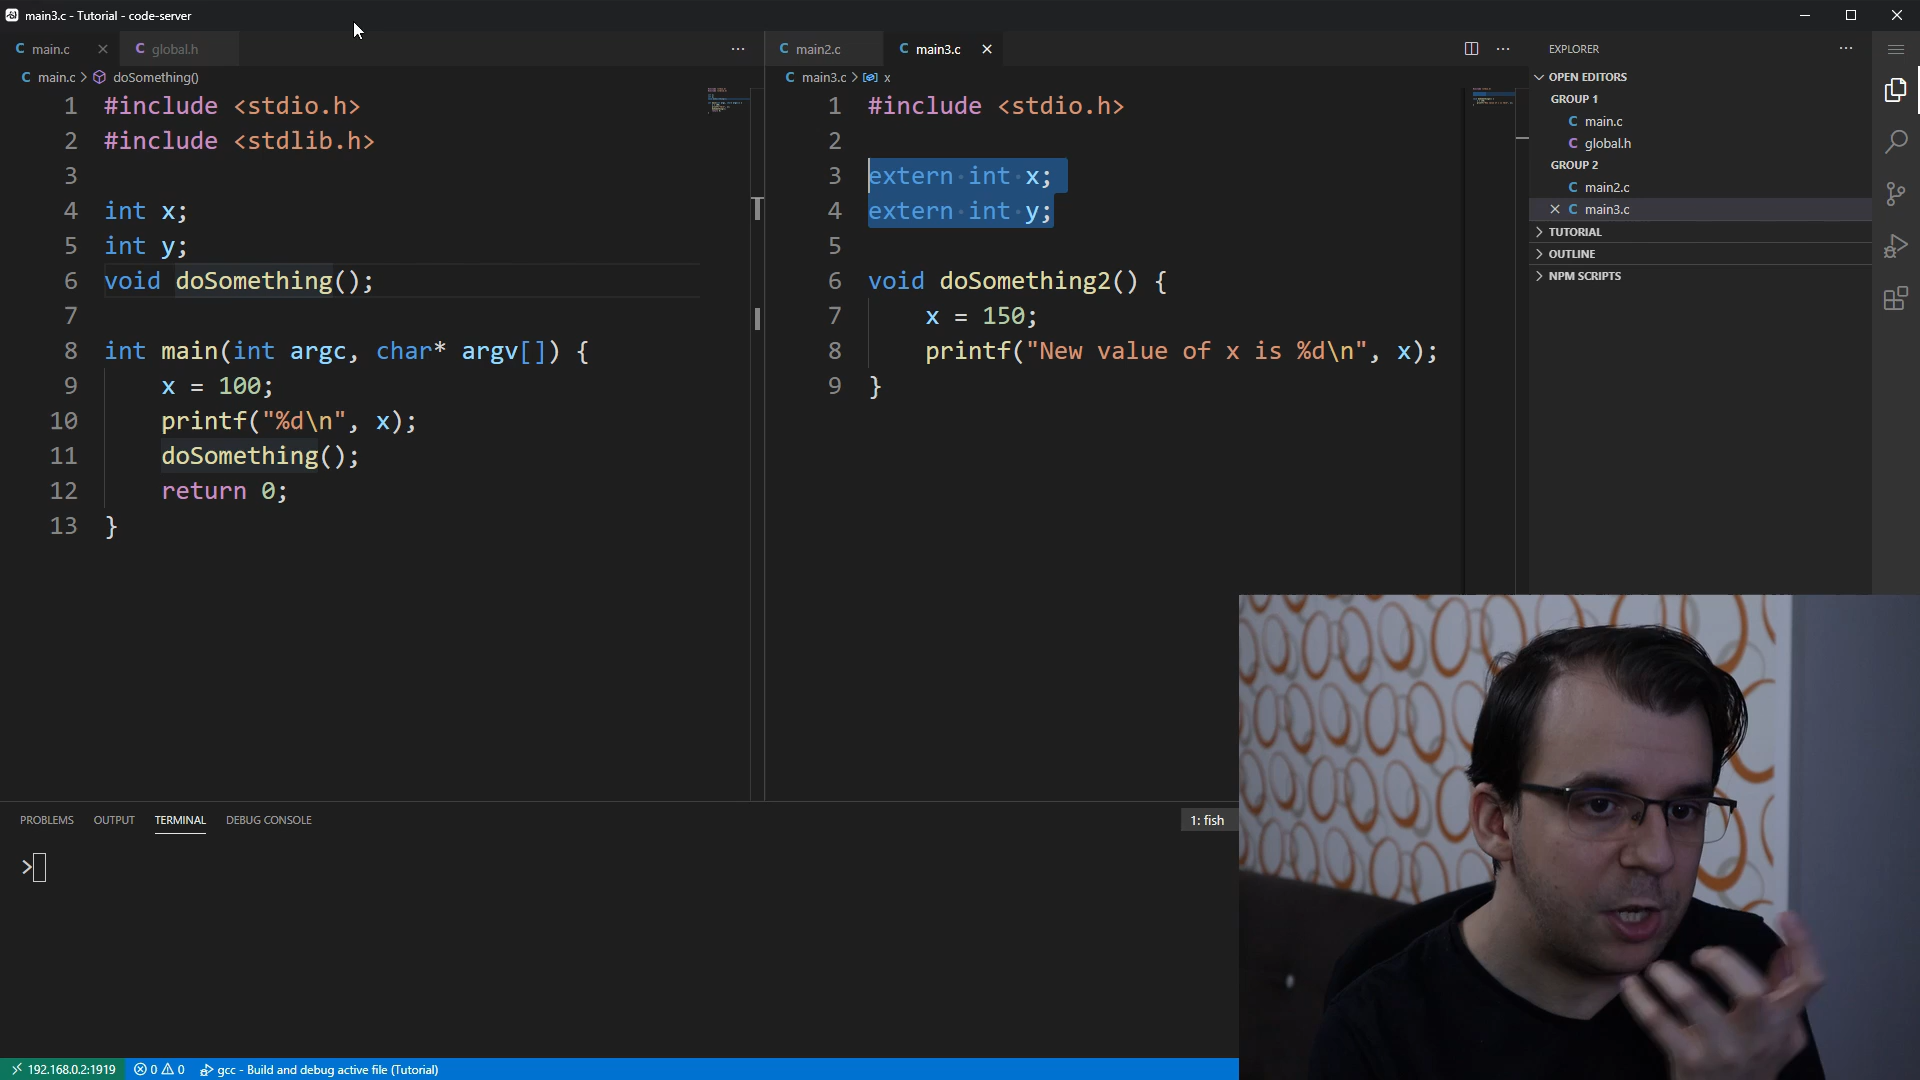 main3.c - Tutorial - code-server
main.c
global.h
main.c > doSomething()
1 #include <stdio.h>
2 #include <stdlib.h>
3
4 int x;
5 int y;
6 void doSomething();
7
8 int main(int argc, char* argv[]) {
9 x = 100;
10 printf("%d\n", x);
11 doSomething();
12 return 0;
13 }
main2.c
main3.c
main3.c > x
1 #include <stdio.h>
2
3 extern int x;
4 extern int y;
5
6 void doSomething2() {
7 x = 150;
8 printf("New value of x is %d\n", x);
9 }
EXPLORER
OPEN EDITORS
GROUP 1
C main.c
C global.h
GROUP 2
C main2.c
C main3.c
TUTORIAL
OUTLINE
NPM SCRIPTS
PROBLEMS OUTPUT TERMINAL DEBUG CONSOLE
1: fish
>
192.168.0.2:1919 0 0 gcc - Build and debug active file (Tutorial)